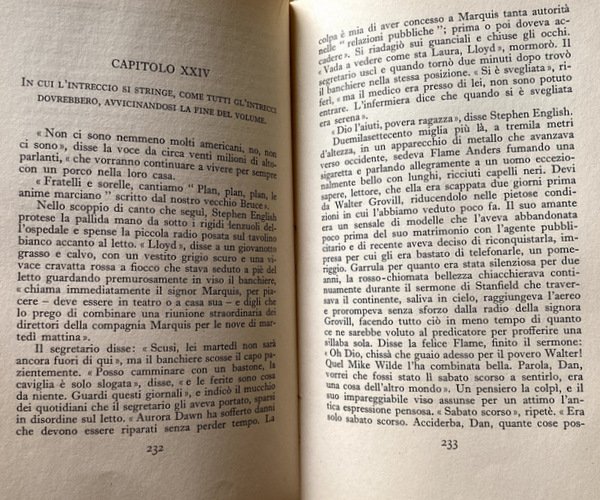 CAPITOLO XXIV
IN CUI L'INTRECCIO SI STRINGE, COME TUTTI GL'INTRECCI
DOVREBBERO, AVVICINANDOSI LA FINE DEL VOLUME.
« Non ci sono nemmeno molti americani, no, non
ci sono», disse la voce da circa venti milioni di alto-
parlanti, « che vorranno continuare a vivere per sempre
con un porco nella loro casa.
« Fratelli e sorelle, cantiamo " Plan, plan, plan, le
anime marciano " scritto dal nostro vecchio Bruce».
Nello scoppio di canto che seguì, Stephen English
protese la pallida mano da sotto i rigidi lenzuoli del-
l'ospedale e spense la piccola radio posata sul tavolino
bianco accanto al letto. « Lloyd», disse a un giovanotto
grasso e calvo, con un vestito grigio scuro e una vi-
vace cravatta rossa a fiocco che stava seduto a piè del
letto guardando premurosamente in viso il banchiere,
« chiama immediatamente il signor Marquis, per pia-
cere – deve essere in teatro o a casa sua – e digli che
lo prego di combinare una riunione straordinaria dei
direttori della compagnia Marquis per le nove di mar-
tedì mattina».
Il segretario disse: « Scusi, lei martedì non sarà
ancora fuori di qui», ma il banchiere scosse il capo pa-
zientemente. « Posso camminare con un bastone, la
caviglia è solo slogata», disse, « e le ferite sono cosa
da niente. Guardi questi giornali», e indicò il mucchio
dei quotidiani che il segretario gli aveva portato, sparsi
in disordine sul letto. « Aurora Dawn ha sofferto danni
che devono essere riparati senza perder tempo. La
232
colpa è mia di aver concesso a Marquis tanta autorità
nelle " relazioni pubbliche "; prima o poi doveva ac-
cadere». Si riadagiò sui guanciali e chiuse gli occhi.
« Vada a vedere come sta Laura, Lloyd», mormorò. Il
segretario uscì e quando tornò due minuti dopo trovò
il banchiere nella stessa posizione. « Si è svegliata», ri-
ferì, « ma il medico era presso di lei, non sono potuto
entrare. L'infermiera dice che quando si è svegliata
era serena».
« Dio l'aiuti, povera ragazza», disse Stephen English.
Duemilasettecento miglia più là, a tremila metri
d'altezza, in un apparecchio di metallo che avanzava
verso occidente, sedeva Flame Anders fumando una
sigaretta e parlando allegramente a un uomo eccezio-
nalmente bello con lunghi, ricciuti capelli neri. Devi
sapere, lettore, che ella era scappata due giorni prima
da Walter Grovill, riducendolo nelle pietose condi-
zioni in cui l'abbiamo veduto poco fa. Il suo amante
era un sensale di modelle che l'aveva abbandonata
poco prima del suo matrimonio con l'agente pubbli-
citario e di recente aveva deciso di riconquistarla, im-
presa per cui gli era bastato di telefonarle, un pome-
riggio. Garrula per quanto era stata silenziosa per due
anni, la rosso-chiomata bellezza chiacchierava conti-
nuamente durante il sermone di Stanfield che traver-
sava il continente, saliva in cielo, raggiungeva l'aereo
e prorompeva senza sforzo dalla radio della signora
Grovill, facendo tutto ciò in meno tempo di quanto
ce ne sarebbe voluto al predicatore per profferire una
sillaba sola. Disse la felice Flame, finito il sermone:
« Oh Dio, chissà che guaio adesso per il povero Walter!
Quel Mike Wilde l'ha combinata bella. Parola, Dan,
vorrei che fossi stato il sabato scorso a sentirlo, era
una cosa dell'altro mondo». Un pensiero la colpì, e il
suo impareggiabile viso assunse per un attimo l'an-
tica espressione pensosa. « Sabato scorso», ripetè. « Era
solo sabato scorso. Acciderba, Dan, quante cose pos-
233